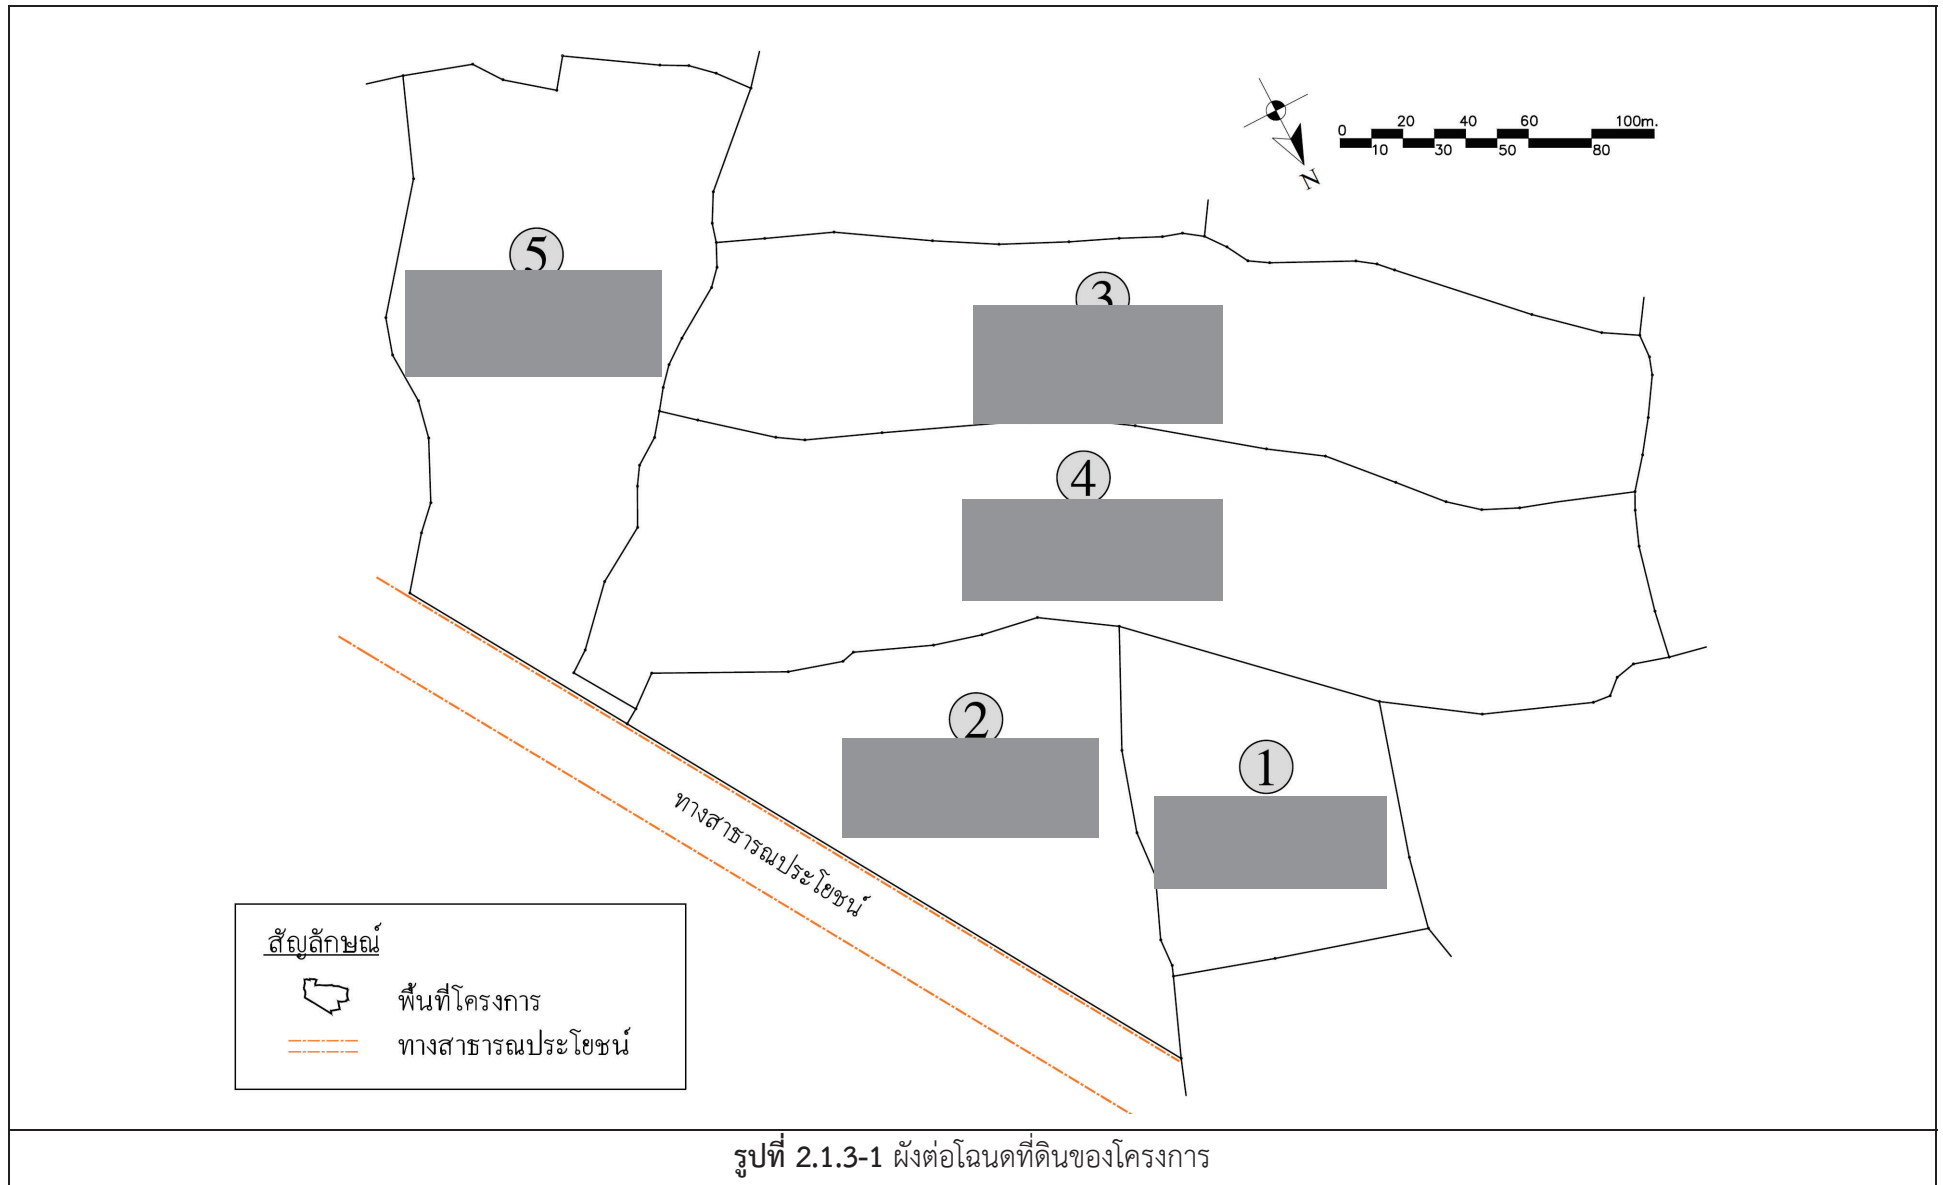 0 20 40 60 100m.
10 30 50 80
N
5
3
4
2
1
ทางสาธารณประโยชน์
สัญลักษณ์
พื้นที่โครงการ
ทางสาธารณประโยชน์
รูปที่ 2.1.3-1 ผังต่อโฉนดที่ดินของโครงการ